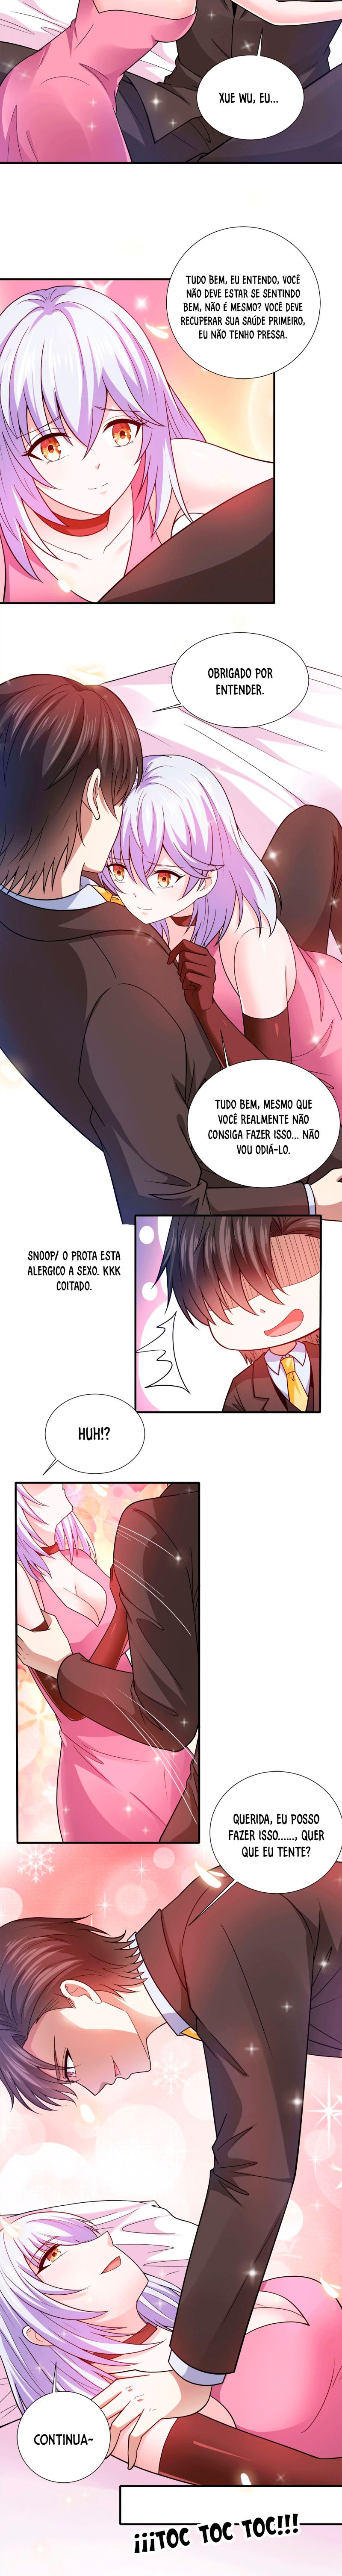 XUE WU, EU...
TUDO BEM, EU ENTENDO, VOCÊ
NÃO DEVE ESTAR SE SENTINDO
BEM, NÃO É MESMO? VOCÊ DEVE
RECUPERAR SUA SAÚDE PRIMEIRO,
EU NÃO TENHO PRESSA.
OBRIGADO POR
ENTENDER.
TUDO BEM, MESMO QUE
VOCÊ REALMENTE NÃO
CONSIGA FAZER ISSO... NÃO
VOU ODIÁ-LO.
SNOOP/ O PROTA ESTA
ALERGICO A SEXO. KKK
COITADO.
HUH!?
QUERIDA, EU POSSO
FAZER ISSO......, QUER
QUE EU TENTE?
CONTINUA~
¡¡¡TOC TOC TOC!!!